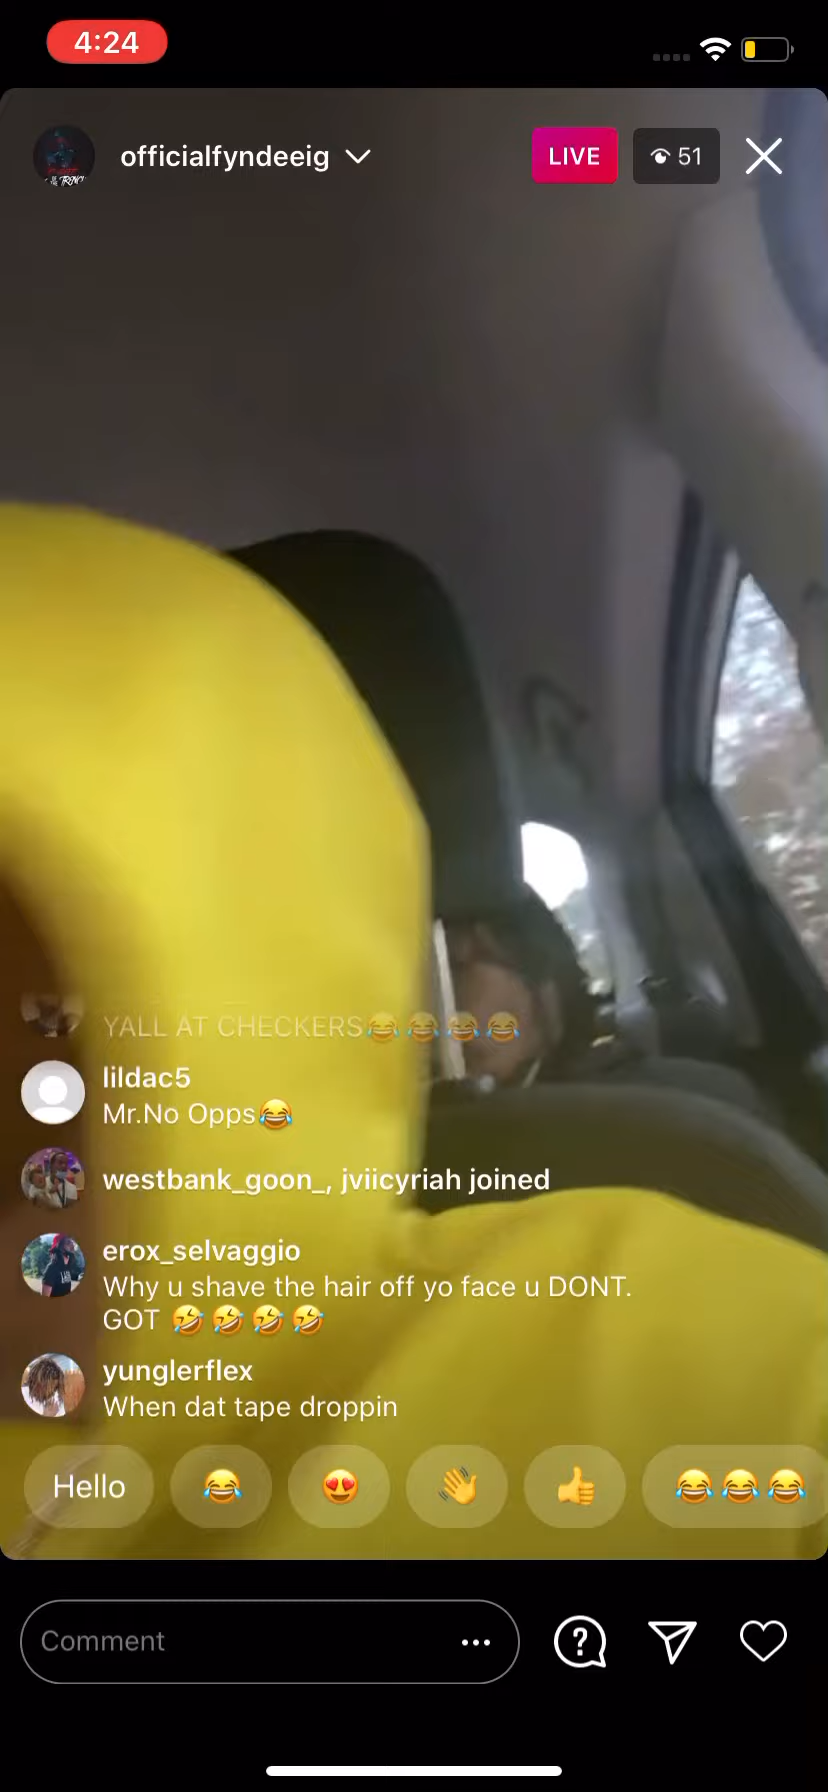 4:24
officialfyndeeig
LIVE
51
YALL AT CHECKERS😂😂😂😂
lildac5
Mr.No Opps😂
westbank_goon_, jviicyriah joined
erox_selvaggio
Why u shave the hair off yo face u DONT.
GOT 🤣🤣🤣🤣
yunglerflex
When dat tape droppin
Hello 😂 😍 👋 👍 😂😂😂
Comment